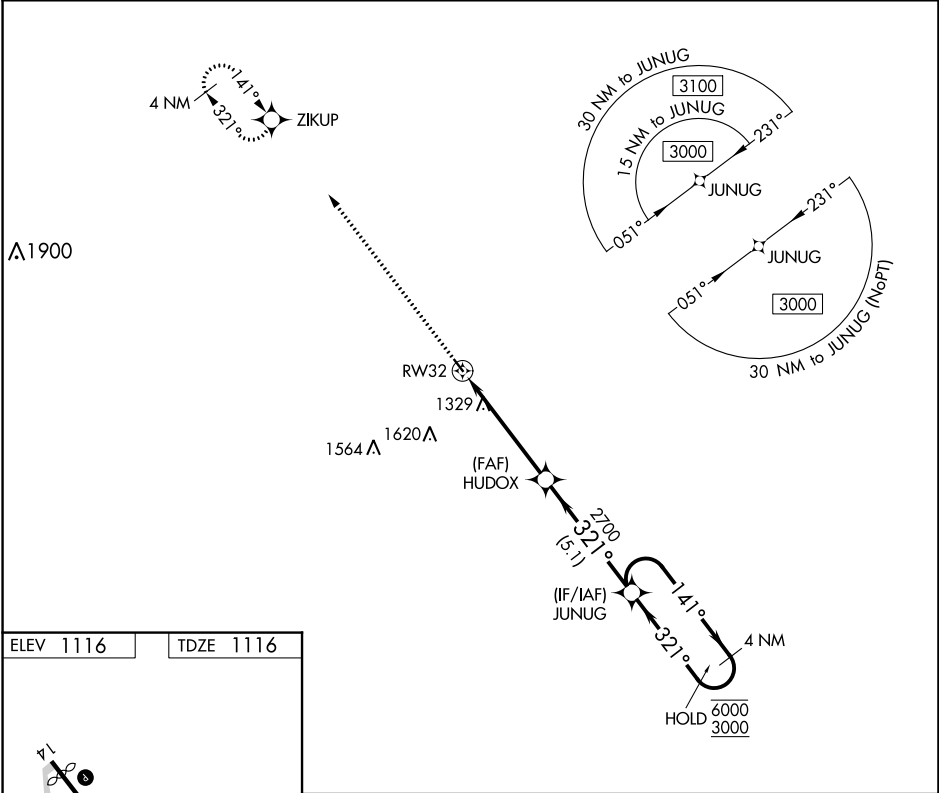 141°
4 NM
321°
ZIKUP
30 NM to JUNUG
3100
15 NM to JUNUG
3000
231°
JUNUG
051°
231°
JUNUG
051°
3000
30 NM to JUNUG (NoPT)
1900
RW32
1329
1564
1620
(FAF)
HUDOX
2700
321°
(5.1)
(IF/IAF)
JUNUG
141°
321°
4 NM
HOLD
6000
3000
ELEV 1116
TDZE 1116
14
P